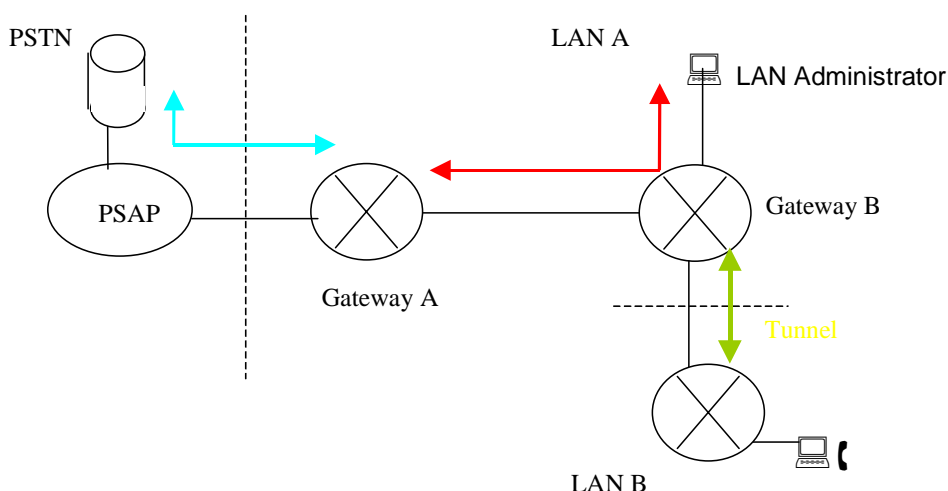 PSTN
LAN A
LAN Administrator
PSAP
Gateway B
Gateway A
Tunnel
LAN B